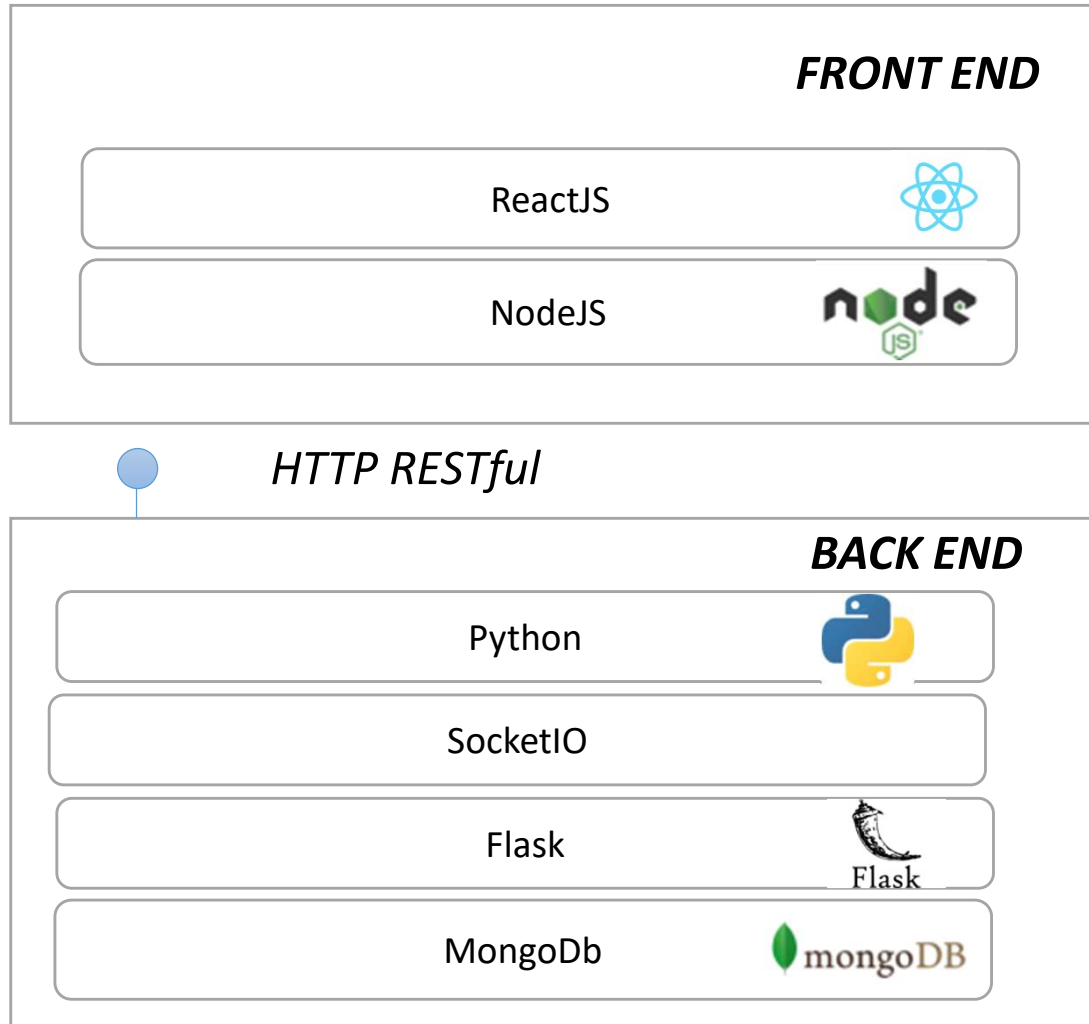 FRONT END
ReactJS
NodeJS
node
JS
HTTP RESTful
BACK END
Python
SocketIO
Flask
Flask
MongoDb
mongoDB